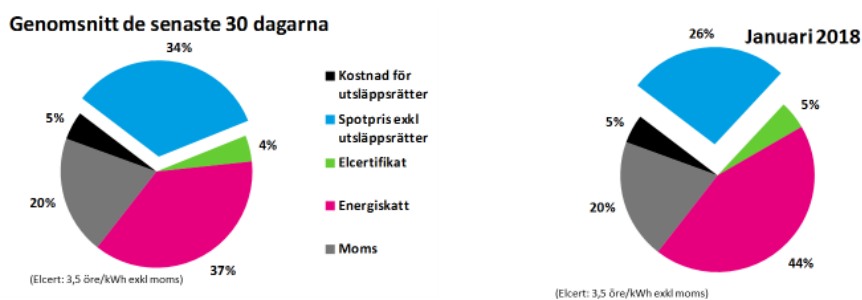 Genomsnitt de senaste 30 dagarna
34%
5%
4%
20%
37%
(Elcert: 3,5 öre/kWh exkl moms)
Kostnad för
utsläppsrätter
Spotpris exkl
utsläppsrätter
Elcertifikat
Energiskatt
Moms
Januari 2018
26%
5%
5%
20%
44%
(Elcert: 3,5 öre/kWh exkl moms)